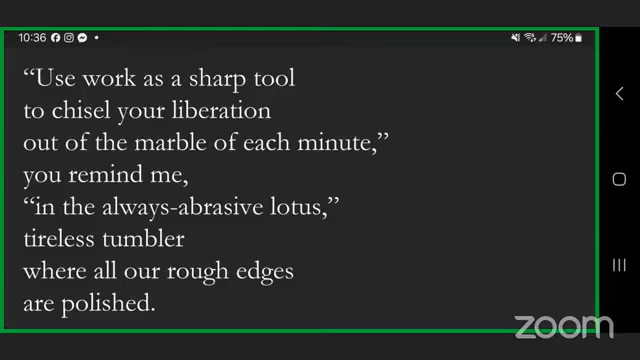 10:36
75%
“Use work as a sharp tool
to chisel your liberation
out of the marble of each minute,”
you remind me,
“in the always-abrasive lotus,”
tireless tumbler
where all our rough edges
are polished.
zoom